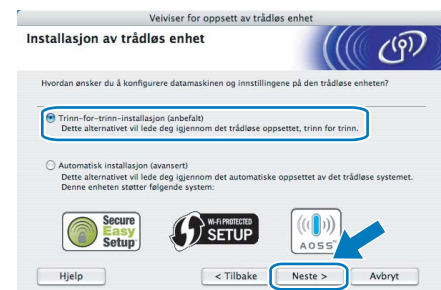 Veiviser for oppsett av trådløs enhet
Installasjon av trådløs enhet
Hvordan ønsker du å konfigurere datamaskinen og innstillingene på den trådløse enheten?
Trinn-for-trinn-installasjon (anbefalt)
Dette alternativet vil lede deg igjennom det trådløse oppsettet, trinn for trinn.
Automatisk installasjon (avansert)
Dette alternativet vil lede deg igjennom det automatiske oppsettet av det trådløse systemet.
Denne enheten støtter følgende system:
Secure
Easy
Setup
WI-FI PROTECTED
SETUP
AOSS™
Hjelp
< Tilbake
Neste >
Avbryt